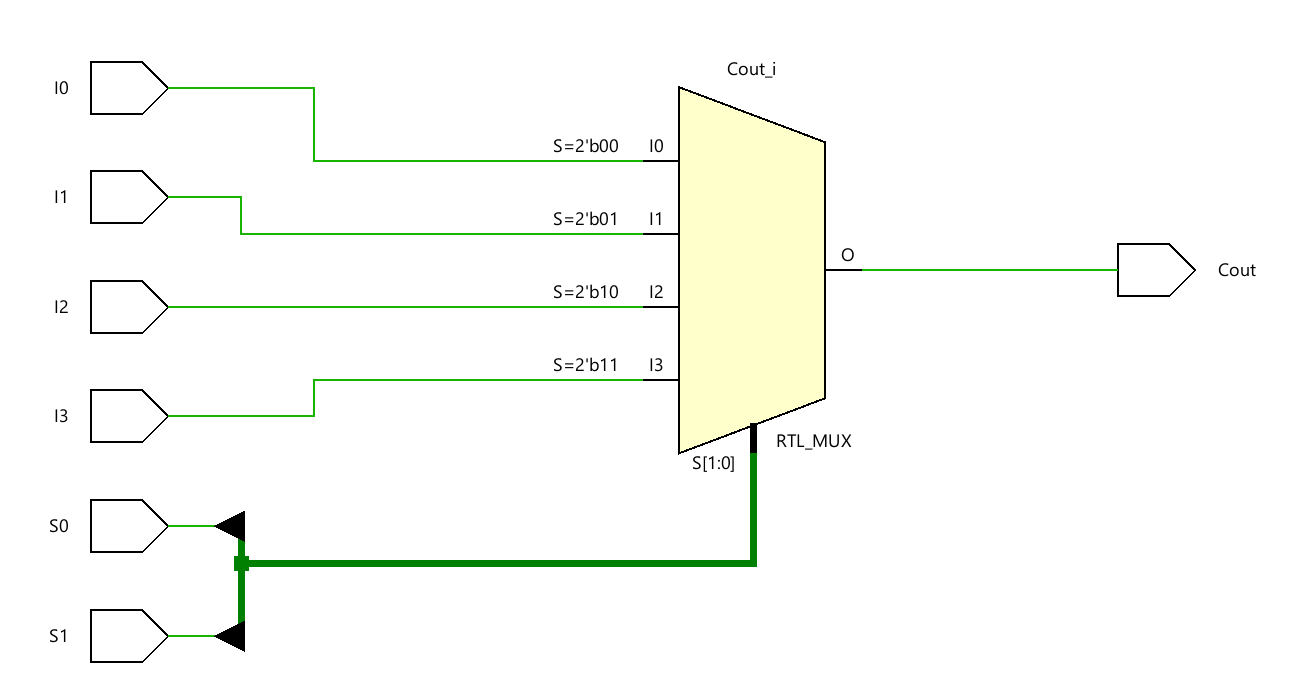 Cout_i
I0
S=2'b00 I0
I1
S=2'b01 I1
O
Cout
I2
S=2'b10 I2
S=2'b11 I3
I3
RTL_MUX
S[1:0]
S0
S1